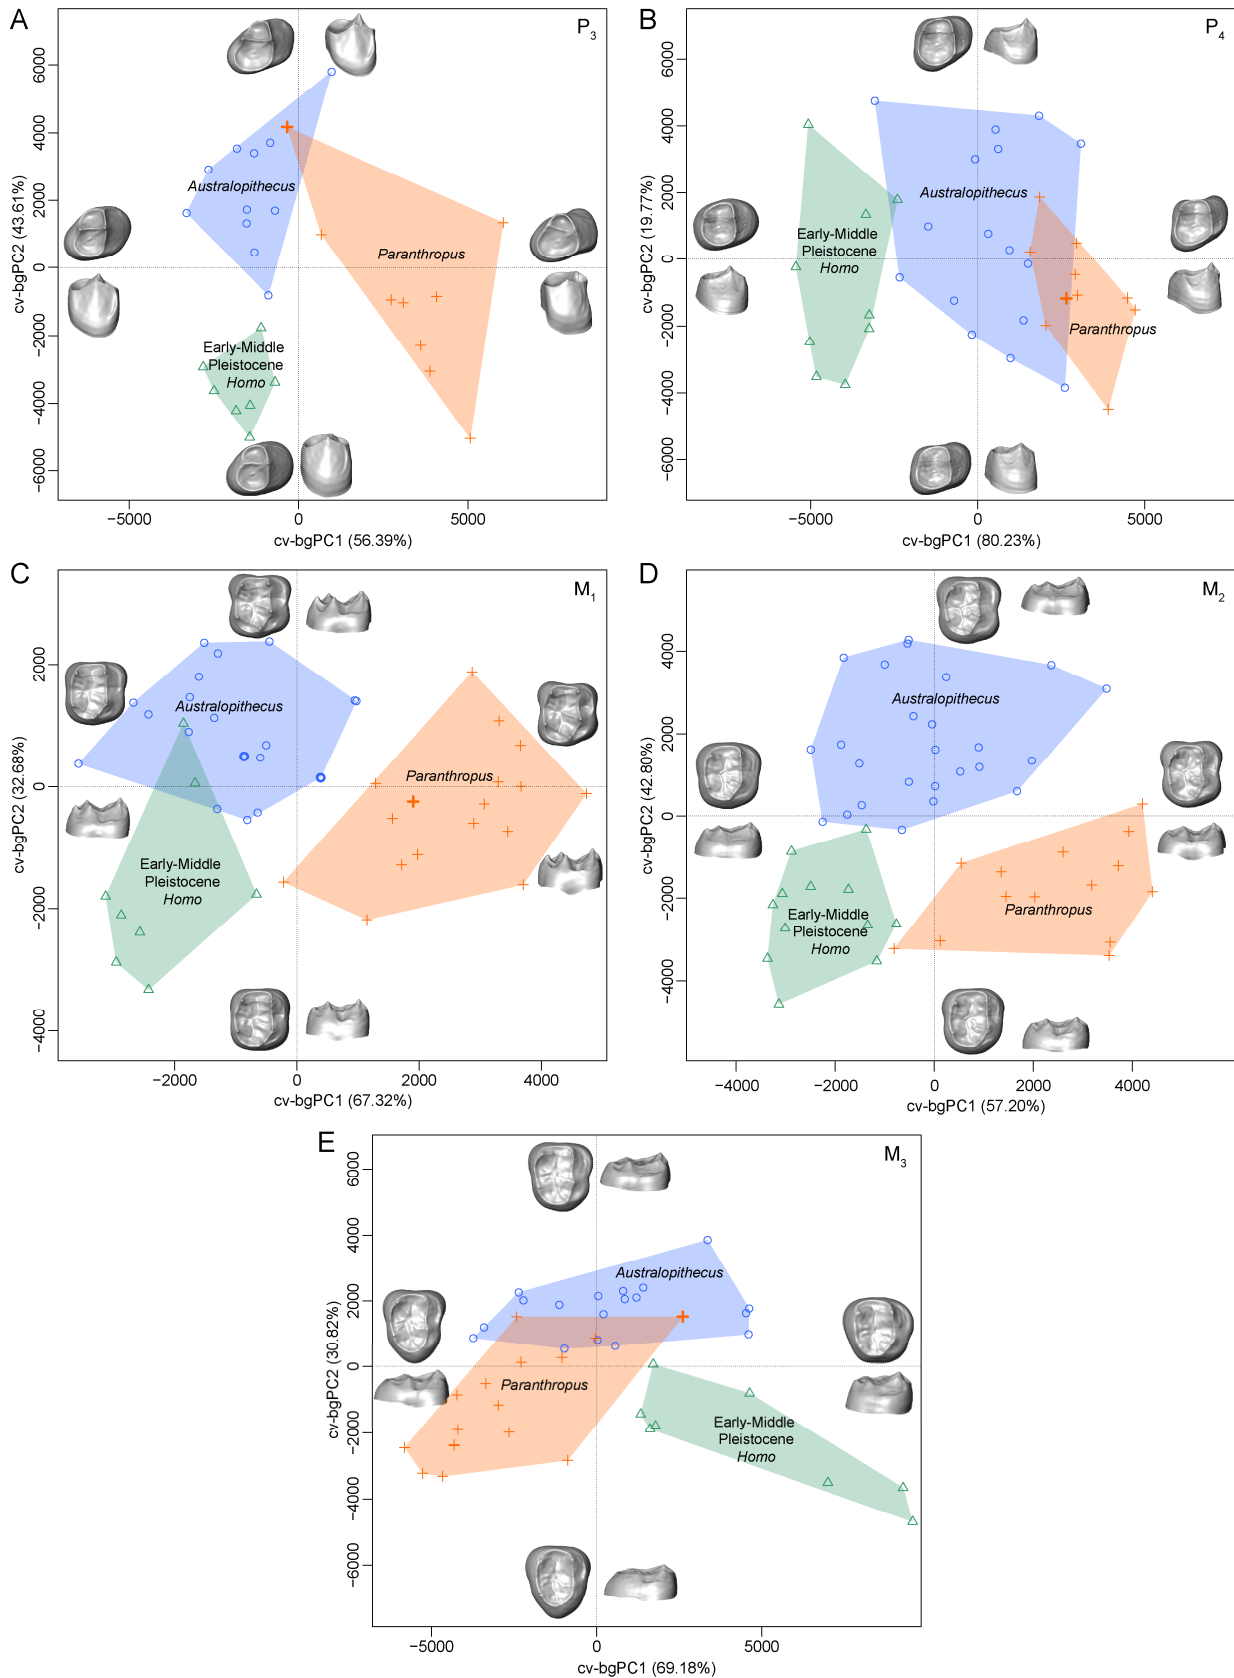 A
P3
6000
4000
2000
0
−2000
−4000
−6000
cv-bgPC2 (43.61%)
Australopithecus
Paranthropus
Early-Middle
Pleistocene
Homo
−5000 0 5000
cv-bgPC1 (56.39%)
B
P4
6000
4000
2000
0
−2000
−4000
−6000
cv-bgPC2 (19.77%)
Australopithecus
Early-Middle
Pleistocene
Homo
Paranthropus
−5000 0 5000
cv-bgPC1 (80.23%)
C
M1
2000
0
−2000
−4000
cv-bgPC2 (32.68%)
Australopithecus
Paranthropus
Early-Middle
Pleistocene
Homo
−2000 0 2000 4000
cv-bgPC1 (67.32%)
D
M2
4000
2000
0
−2000
−4000
cv-bgPC2 (42.80%)
Australopithecus
Early-Middle
Pleistocene
Homo
Paranthropus
−4000 −2000 0 2000 4000
cv-bgPC1 (57.20%)
E
M3
6000
4000
2000
0
−2000
−4000
−6000
cv-bgPC2 (30.82%)
Australopithecus
Paranthropus
Early-Middle
Pleistocene
Homo
−5000 0 5000
cv-bgPC1 (69.18%)